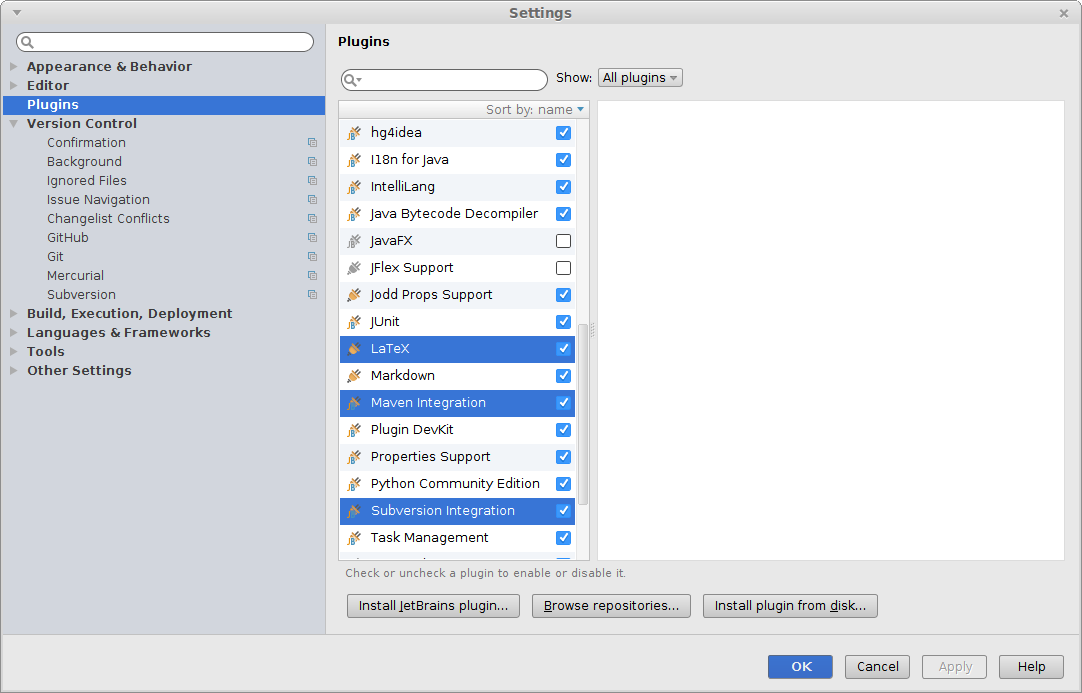 Settings
Plugins
Appearance & Behavior
Editor
Plugins
Version Control
Confirmation
Background
Ignored Files
Issue Navigation
Changelist Conflicts
GitHub
Git
Mercurial
Subversion
Build, Execution, Deployment
Languages & Frameworks
Tools
Other Settings
Show: All plugins
Sort by: name
hg4idea
I18n for Java
IntelliLang
Java Bytecode Decompiler
JavaFX
JFlex Support
Jodd Props Support
JUnit
LaTeX
Markdown
Maven Integration
Plugin DevKit
Properties Support
Python Community Edition
Subversion Integration
Task Management
Check or uncheck a plugin to enable or disable it.
Install JetBrains plugin... Browse repositories... Install plugin from disk...
OK Cancel Apply Help